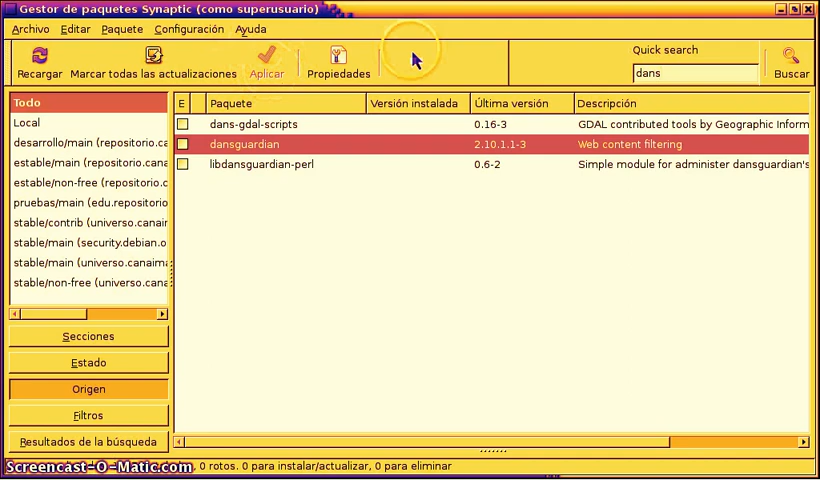 Gestor de paquetes Synaptic (como superusuario)
Archivo Editar Paquete Configuración Ayuda
Quick search
Recargar Marcar todas las actualizaciones Aplicar Propiedades dans Buscar
Todo
Local
desarrollo/main (repositorio.ca
estable/main (repositorio.cana
estable/non-free (repositorio.c
pruebas/main (edu.repositorio
stable/contrib (universo.canair
stable/main (security.debian.o
stable/main (universo.canaima
stable/non-free (universo.cana
Secciones
Estado
Origen
Filtros
Resultados de la búsqueda
E Paquete Versión instalada Última versión Descripción
dans-gdal-scripts 0.16-3 GDAL contributed tools by Geographic Inform
dansguardian 2.10.1.1-3 Web content filtering
libdansguardian-perl 0.6-2 Simple module for administer dansguardian's
Screencast-O-Matic.com , 0 rotos. 0 para instalar/actualizar, 0 para eliminar